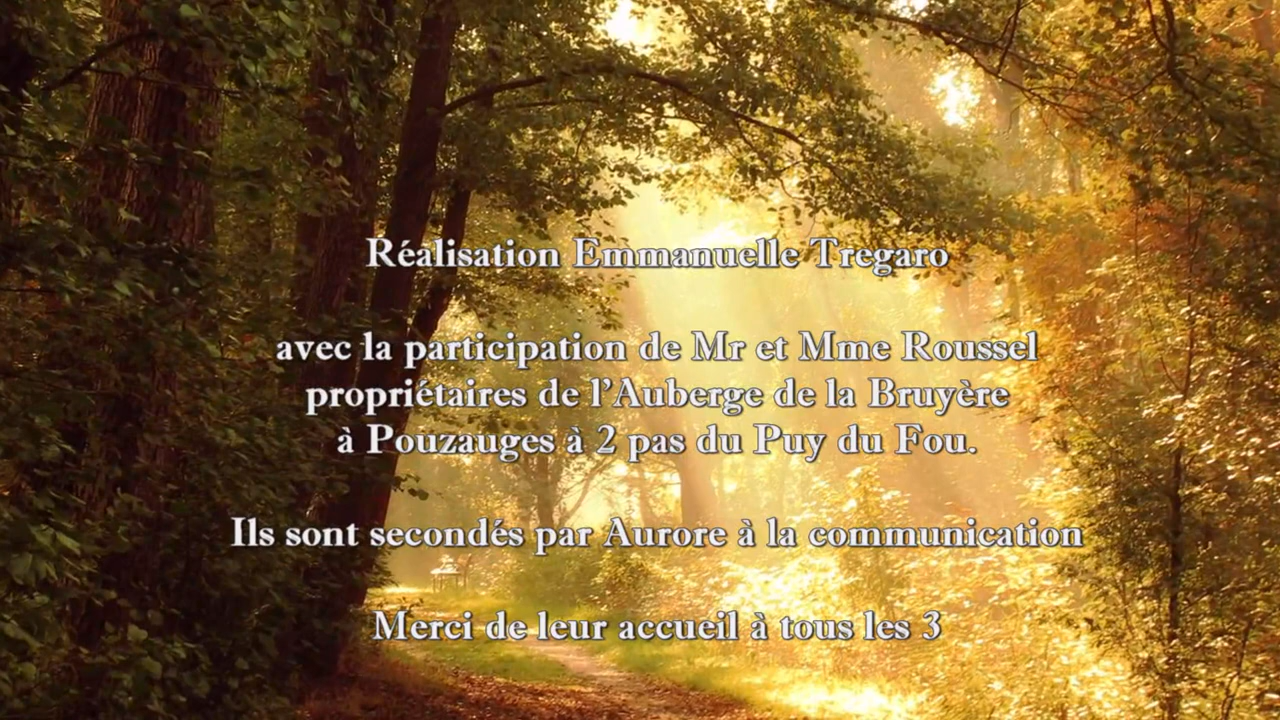 Réalisation Emmanuelle Tregaro
avec la participation de Mr et Mme Roussel
propriétaires de l'Auberge de la Bruyère
à Pouzauges à 2 pas du Puy du Fou.
Ils sont secondés par Aurore à la communication
Merci de leur accueil à tous les 3